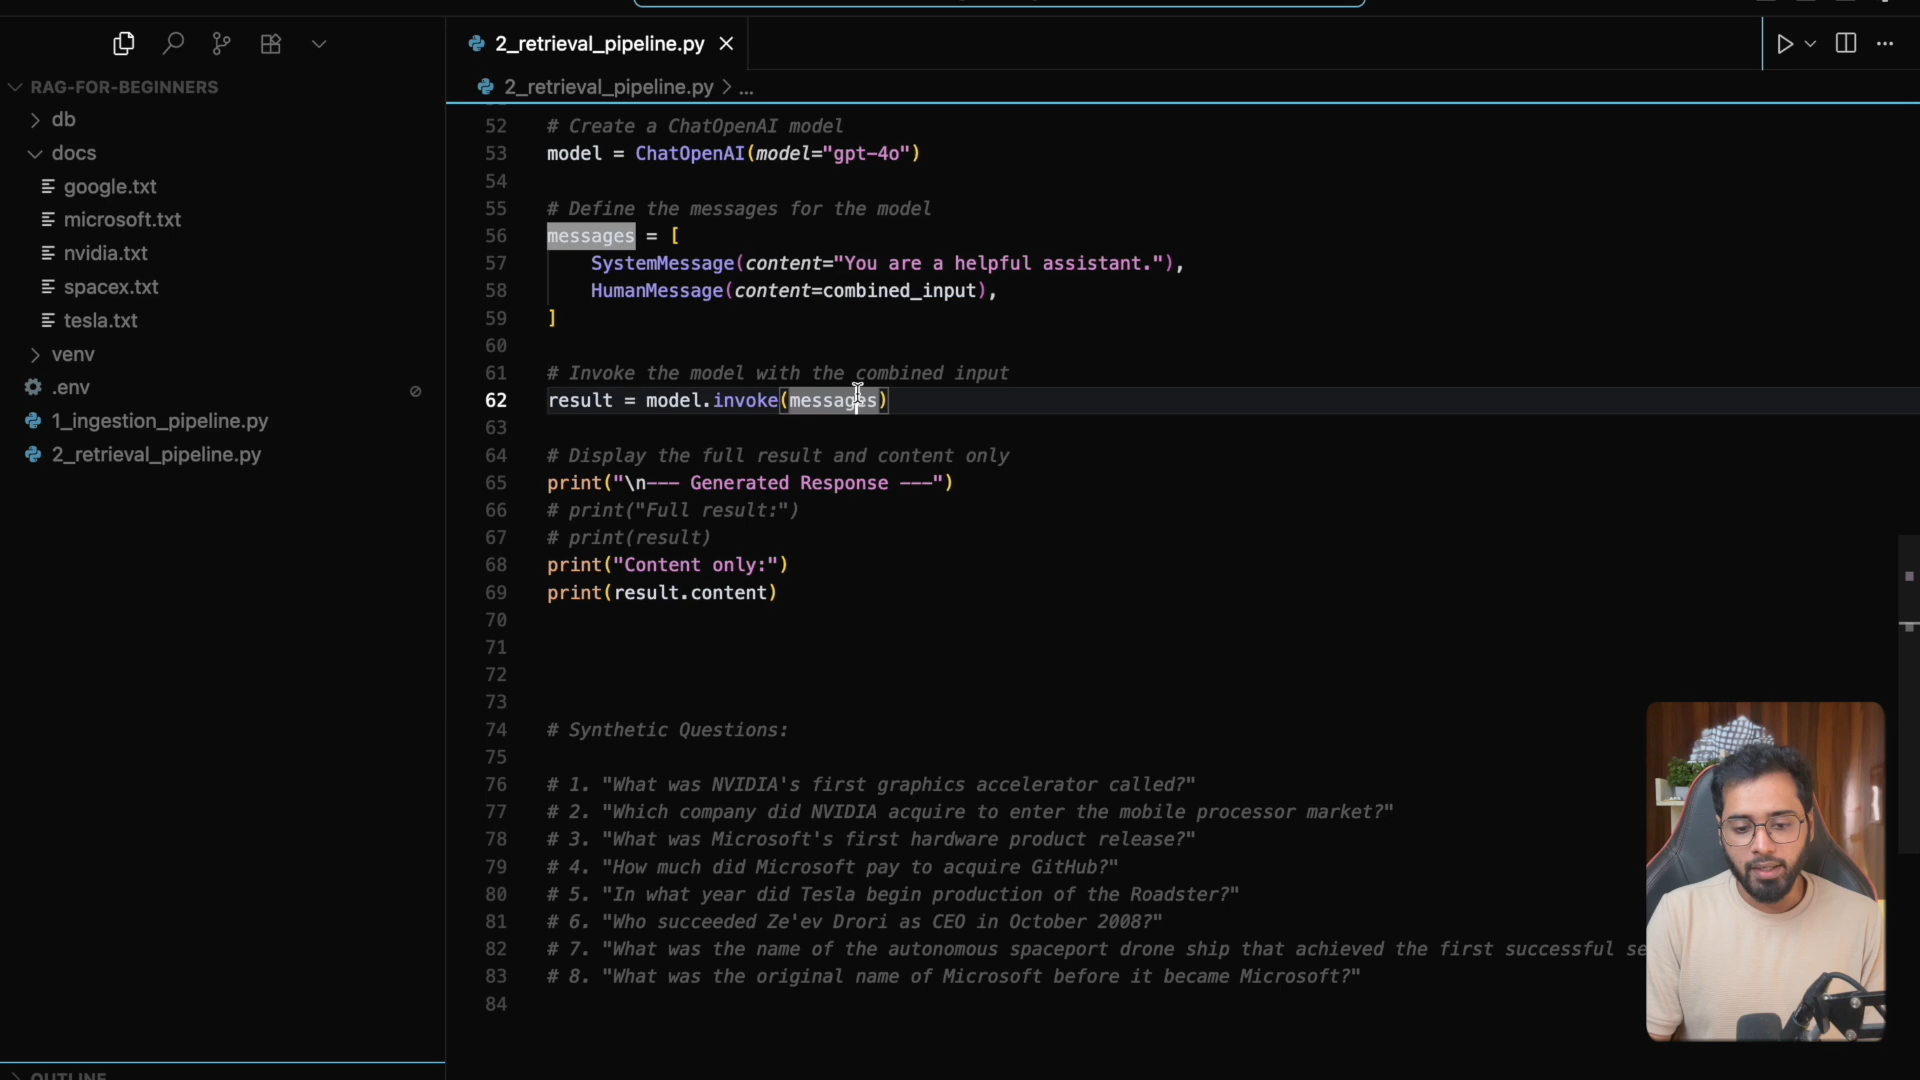 2_retrieval_pipeline.py
RAG-FOR-BEGINNERS
db
docs
google.txt
microsoft.txt
nvidia.txt
spacex.txt
tesla.txt
venv
.env
1_ingestion_pipeline.py
2_retrieval_pipeline.py
2_retrieval_pipeline.py > ...
52 # Create a ChatOpenAI model
53 model = ChatOpenAI(model="gpt-4o")
54
55 # Define the messages for the model
56 messages = [
57     SystemMessage(content="You are a helpful assistant."),
58     HumanMessage(content=combined_input),
59 ]
60
61 # Invoke the model with the combined input
62 result = model.invoke(messages)
63
64 # Display the full result and content only
65 print("\n--- Generated Response ---")
66 # print("Full result:")
67 # print(result)
68 print("Content only:")
69 print(result.content)
70
71
72
73
74 # Synthetic Questions:
75
76 # 1. "What was NVIDIA's first graphics accelerator called?"
77 # 2. "Which company did NVIDIA acquire to enter the mobile processor market?"
78 # 3. "What was Microsoft's first hardware product release?"
79 # 4. "How much did Microsoft pay to acquire GitHub?"
80 # 5. "In what year did Tesla begin production of the Roadster?"
81 # 6. "Who succeeded Ze'ev Drori as CEO in October 2008?"
82 # 7. "What was the name of the autonomous spaceport drone ship that achieved the first successful se
83 # 8. "What was the original name of Microsoft before it became Microsoft?"
84
OUTLINE